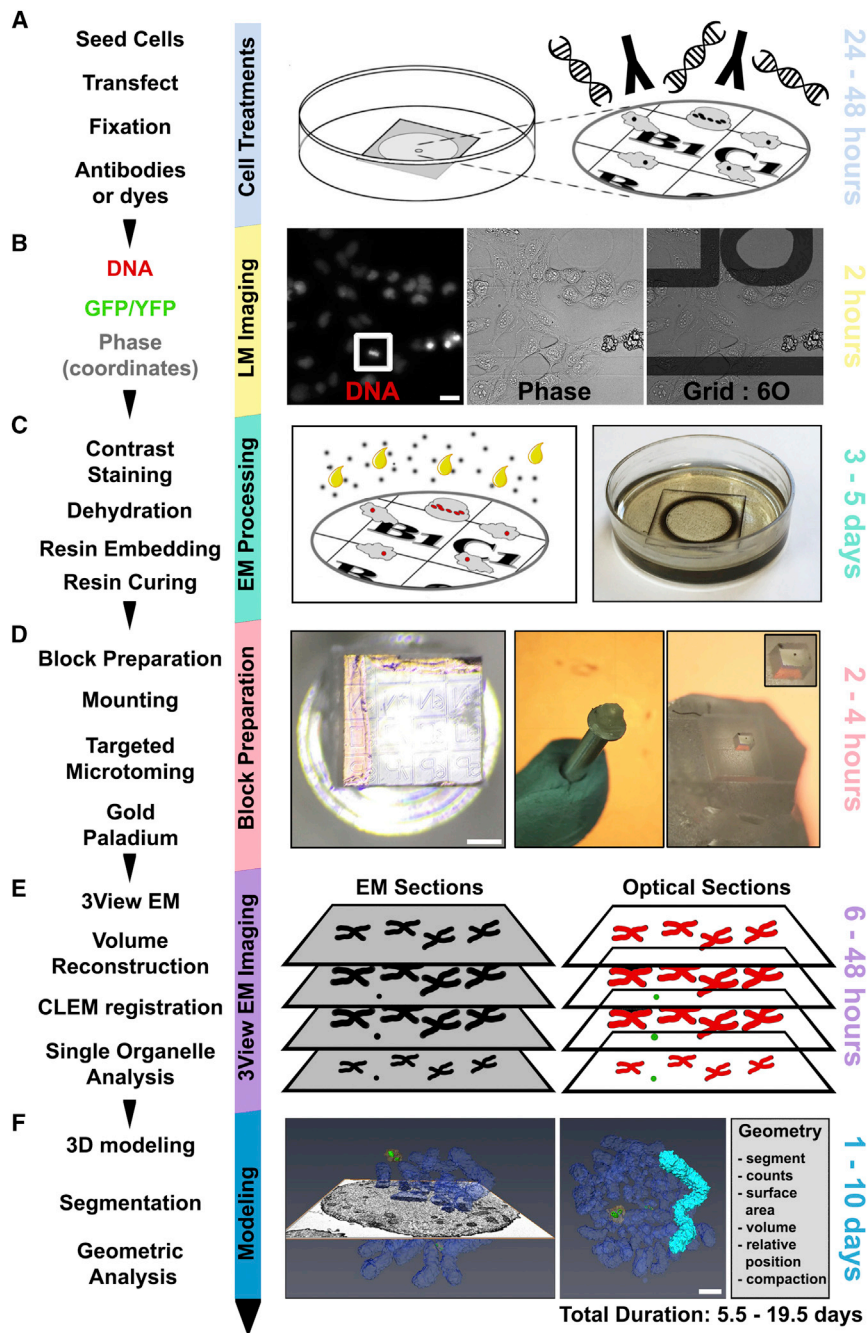 A
Seed Cells
Transfect
Fixation
Antibodies
or dyes
Cell Treatments
B1
C1
24 - 48 hours
B
DNA
GFP/YFP
Phase
(coordinates)
LM Imaging
DNA
Phase
Grid : 6O
2 hours
C
Contrast
Staining
Dehydration
Resin Embedding
Resin Curing
EM Processing
B1
C1
3 - 5 days
D
Block Preparation
Mounting
Targeted
Microtoming
Gold
Paladium
Block Preparation
2 - 4 hours
E
3View EM
Volume
Reconstruction
CLEM registration
Single Organelle
Analysis
3View EM Imaging
EM Sections
Optical Sections
6 - 48 hours
F
3D modeling
Segmentation
Geometric
Analysis
Modeling
Geometry
- segment
- counts
- surface
area
- volume
- relative
position
- compaction
1 - 10 days
Total Duration: 5.5 - 19.5 days